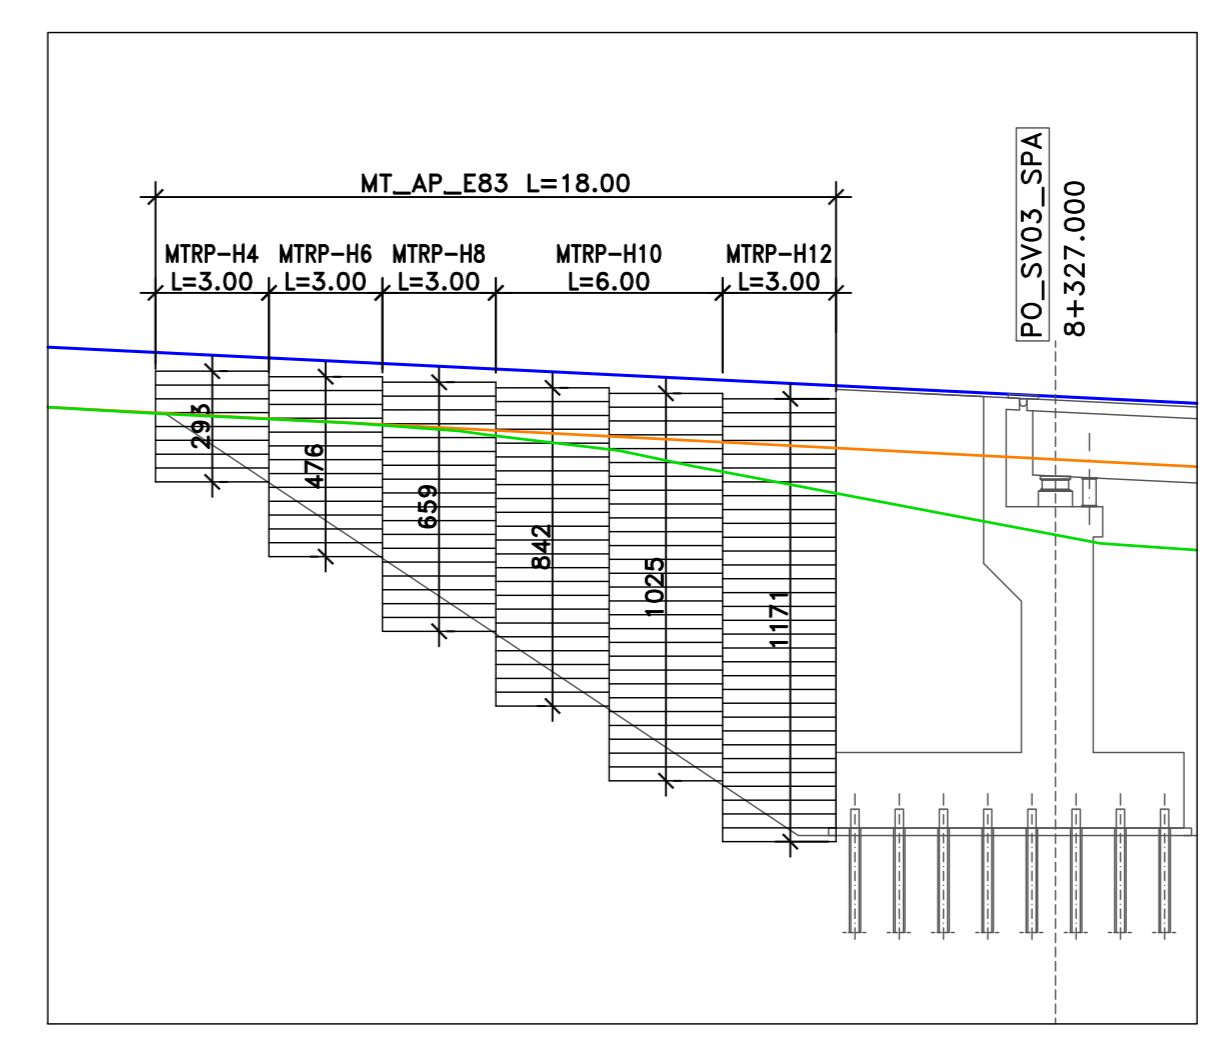 MT_AP_E83 L=18.00
MTRP-H4
L=3.00
MTRP-H6
L=3.00
MTRP-H8
L=3.00
MTRP-H10
L=6.00
MTRP-H12
L=3.00
PO_SV03_SPA
8+327.000
293
476
659
842
1025
1171